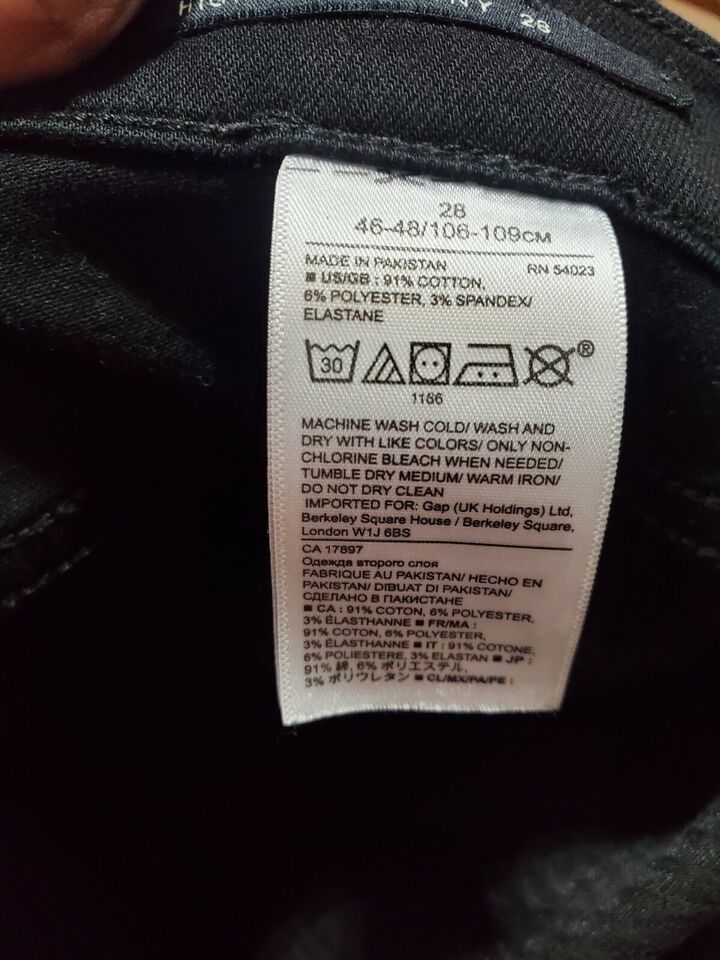 NY 28
28
46-48/106-109CM
MADE IN PAKISTAN RN 54023
■ US/GB : 91% COTTON,
6% POLYESTER, 3% SPANDEX/
ELASTANE
30 ®
1186
MACHINE WASH COLD/ WASH AND
DRY WITH LIKE COLORS/ ONLY NON-
CHLORINE BLEACH WHEN NEEDED/
TUMBLE DRY MEDIUM/ WARM IRON/
DO NOT DRY CLEAN
IMPORTED FOR: Gap (UK Holdings) Ltd,
Berkeley Square House / Berkeley Square,
London W1J 6BS
CA 17897
Одежда второго слоя
FABRIQUE AU PAKISTAN/ HECHO EN
PAKISTAN/ DIBUAT DI PAKISTAN/
СДЕЛАНО В ПАКИСТАНЕ
■ CA : 91% COTON, 6% POLYESTER,
3% ÉLASTHANNE ■ FR/MA :
91% COTON, 6% POLYESTER,
3% ÉLASTHANNE ■ IT : 91% COTONE,
6% POLIESTERE, 3% ELASTAN ■ JP :
91% 綿, 6% ポリエステル,
3% ポリウレタン ■ CL/MX/PA/PE :